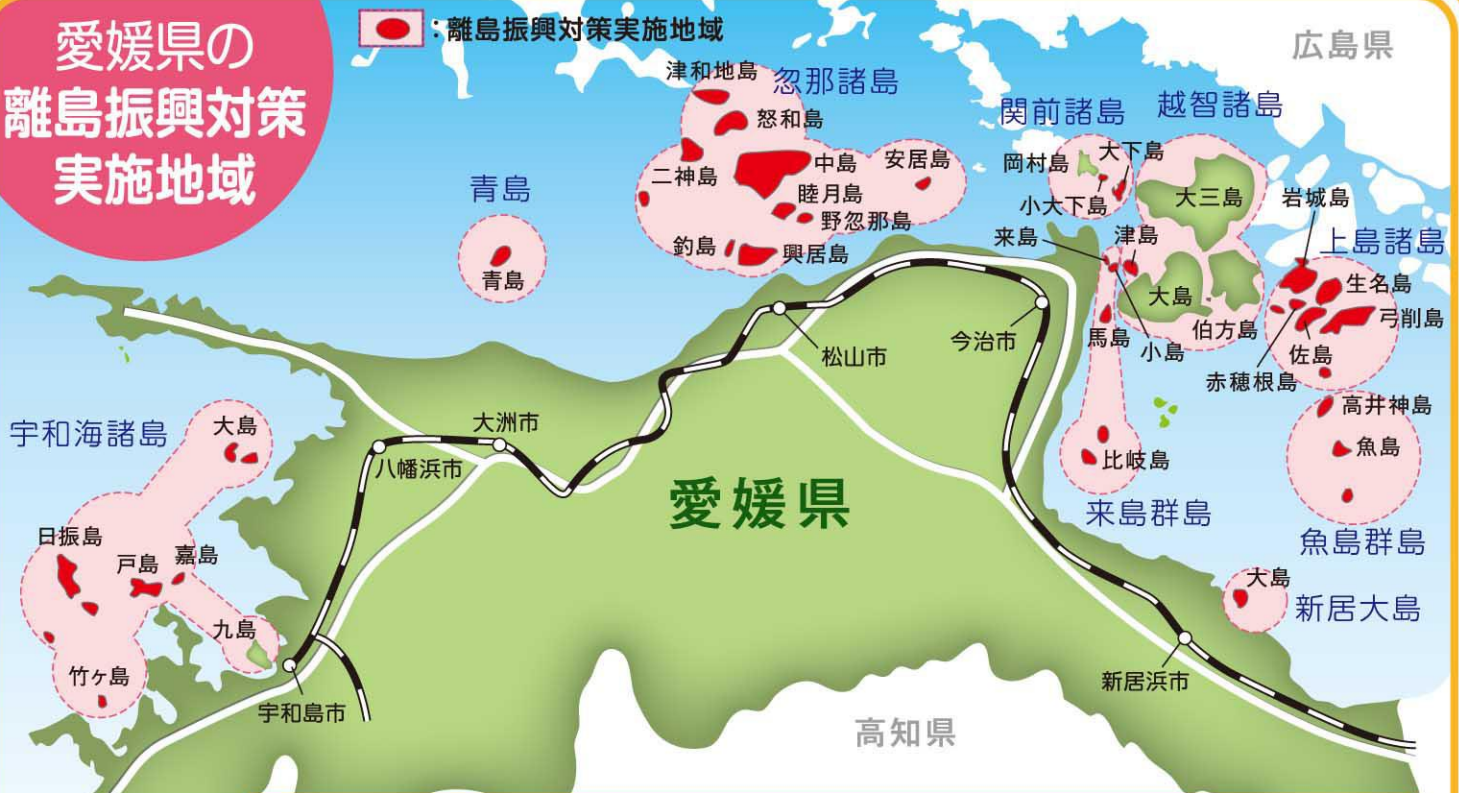 愛媛県の
離島振興対策
実施地域
:離島振興対策実施地域
広島県
津和地島
忽那諸島
怒和島
二神島
中島
安居島
睦月島
野忽那島
釣島
興居島
青島
青島
関前諸島
越智諸島
岡村島
大下島
小大下島
大三島
岩城島
来島
津島
上島諸島
大島
生名島
弓削島
伯方島
馬島
小島
佐島
赤穂根島
松山市
今治市
高井神島
魚島
宇和海諸島
大島
大洲市
八幡浜市
比岐島
愛媛県
来島群島
魚島群島
日振島
戸島
嘉島
大島
新居大島
九島
竹ヶ島
宇和島市
新居浜市
高知県